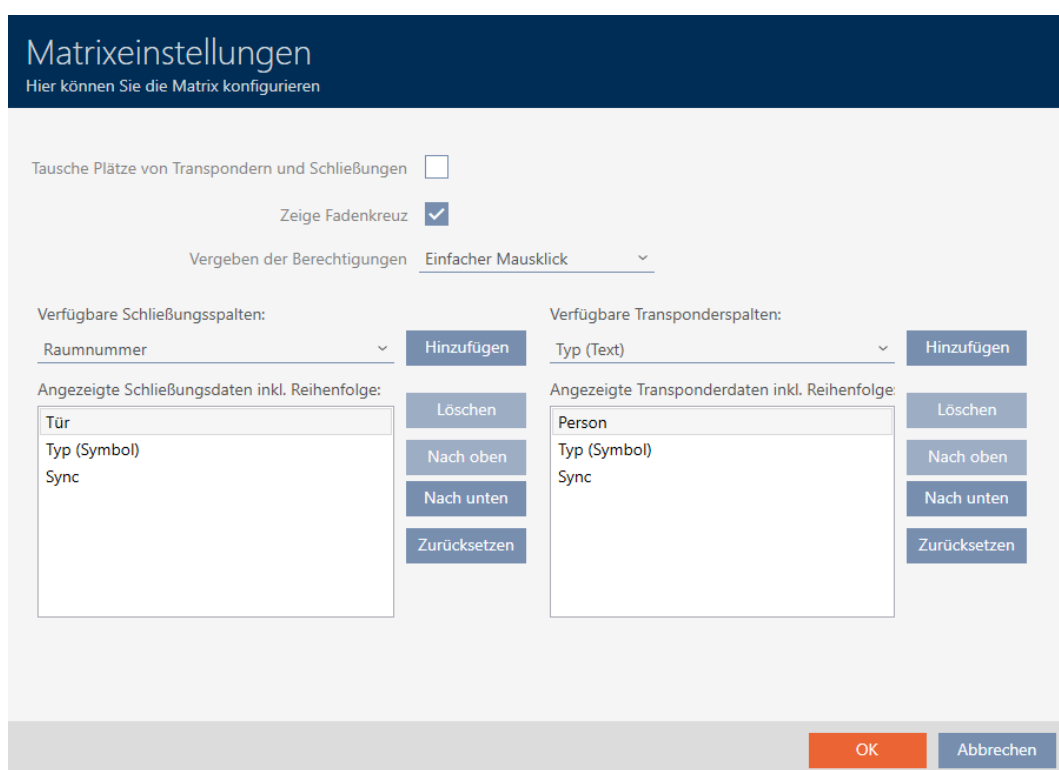 Matrixeinstellungen
Hier können Sie die Matrix konfigurieren
Tausche Plätze von Transpondern und Schließungen
Zeige Fadenkreuz
Vergeben der Berechtigungen Einfacher Mausklick
Verfügbare Schließungsspalten:
Raumnummer Hinzufügen
Angezeigte Schließungsdaten inkl. Reihenfolge:
Tür
Typ (Symbol)
Sync
Löschen
Nach oben
Nach unten
Zurücksetzen
Verfügbare Transponderspalten:
Typ (Text) Hinzufügen
Angezeigte Transponderdaten inkl. Reihenfolge:
Person
Typ (Symbol)
Sync
Löschen
Nach oben
Nach unten
Zurücksetzen
OK Abbrechen